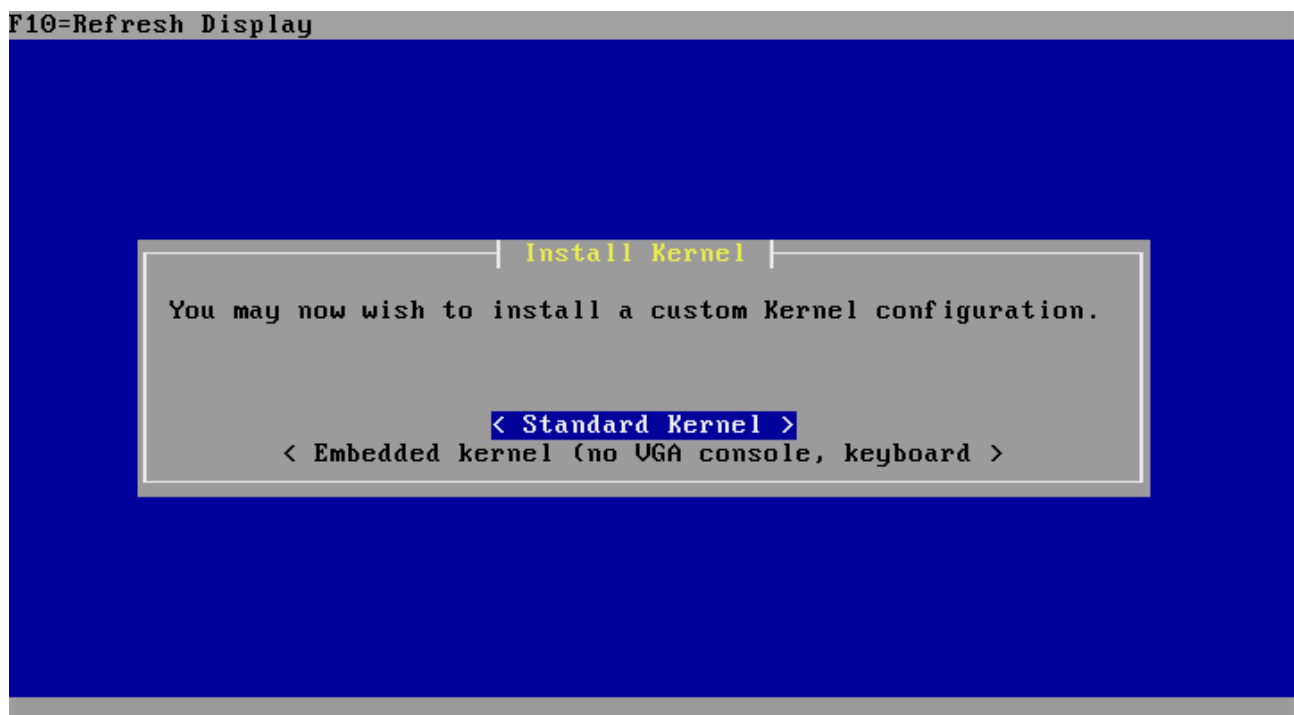 F10=Refresh Display
Install Kernel
You may now wish to install a custom Kernel configuration.
< Standard Kernel >
< Embedded kernel (no VGA console, keyboard >